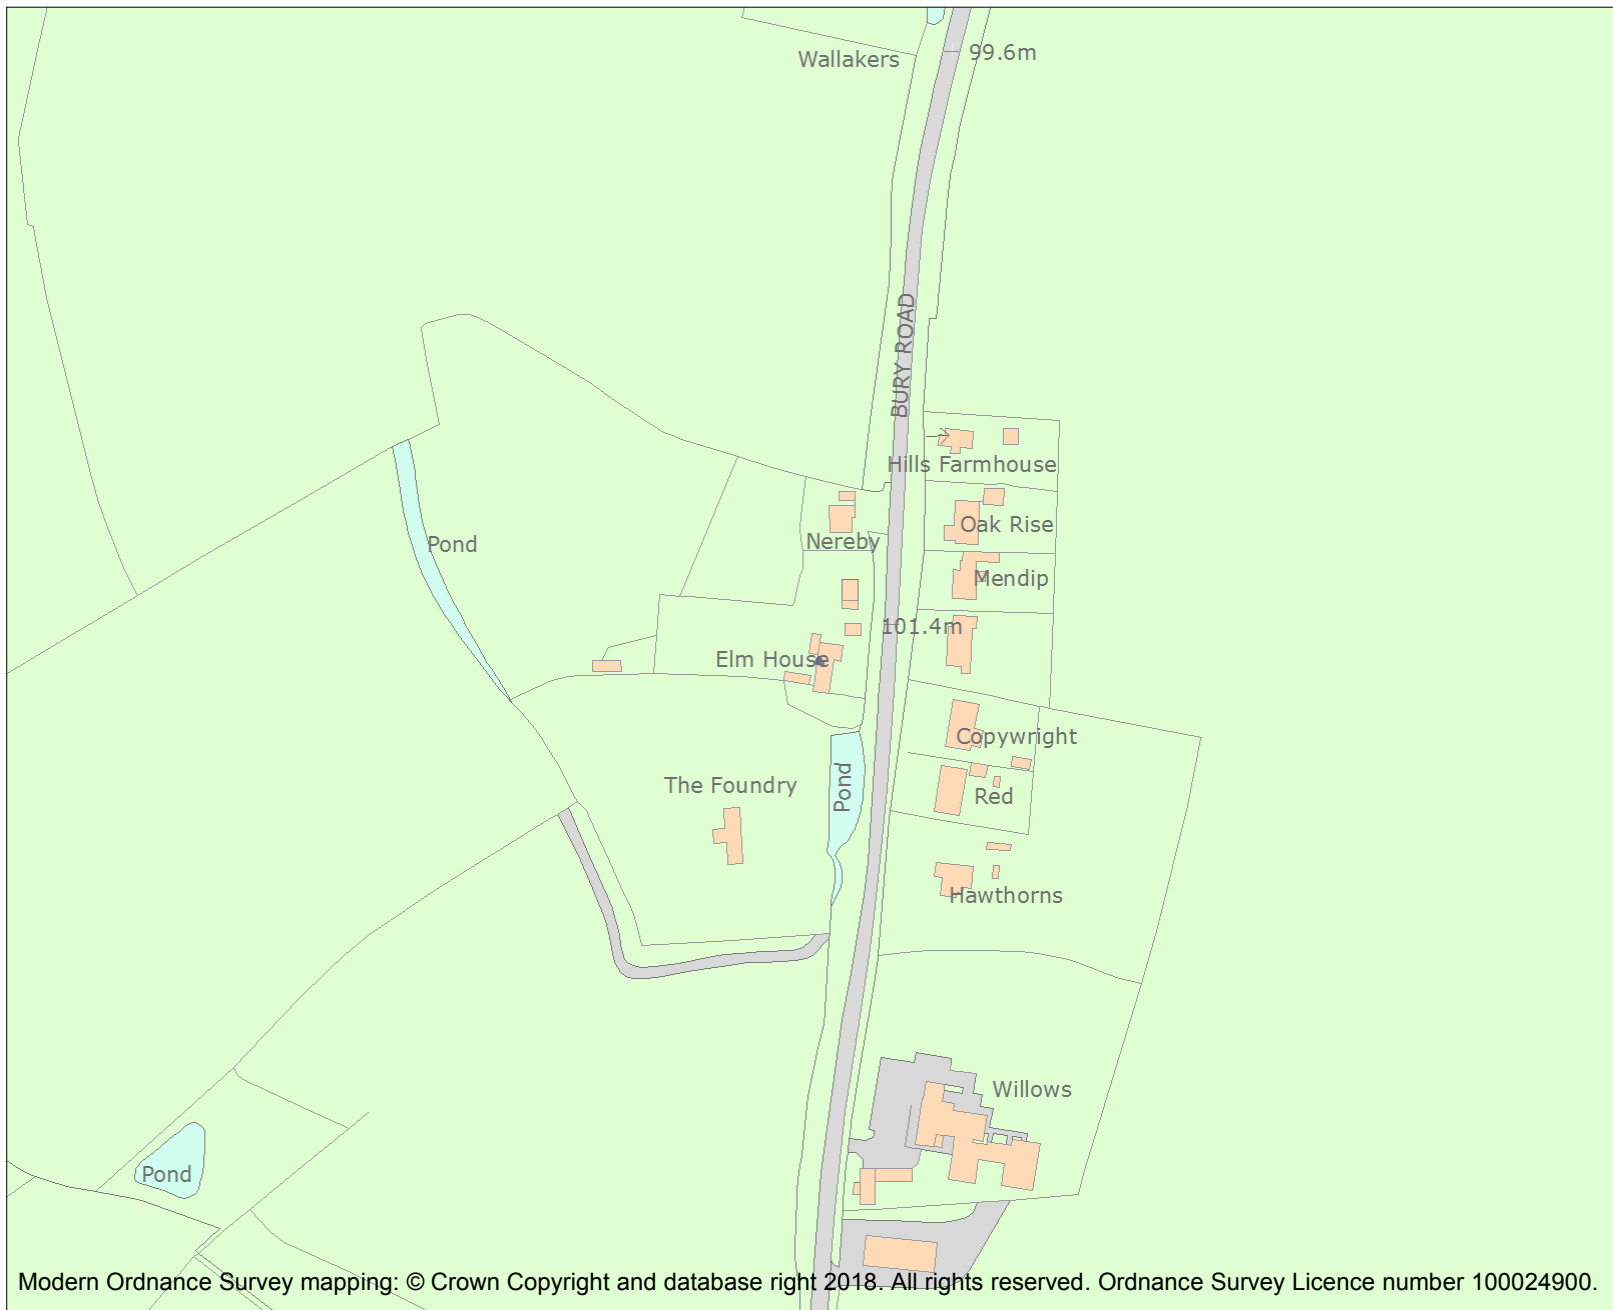 Wallakers
99.6m
BURY ROAD
Hills Farmhouse
Oak Rise
Nereby
Pond
Mendip
101.4m
Elm House
Copywright
The Foundry
Pond
Red
Hawthorns
Willows
Pond
Modern Ordnance Survey mapping: © Crown Copyright and database right 2018. All rights reserved. Ordnance Survey Licence number 100024900.